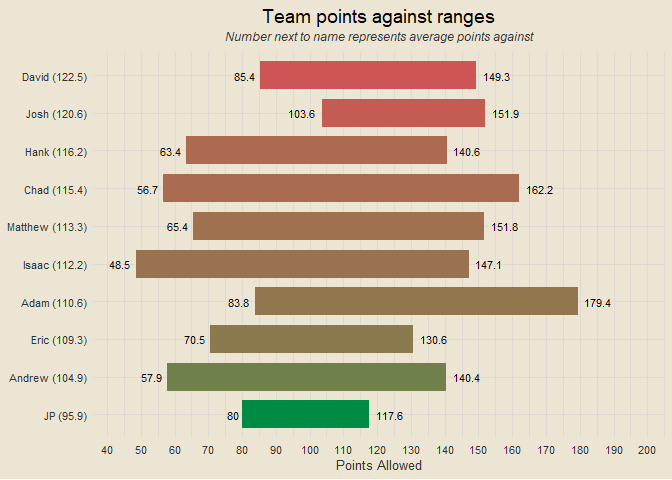 Team points against ranges
Number next to name represents average points against
David (122.5) 85.4 149.3
Josh (120.6) 103.6 151.9
Hank (116.2) 63.4 140.6
Chad (115.4) 56.7 162.2
Matthew (113.3) 65.4 151.8
Isaac (112.2) 48.5 147.1
Adam (110.6) 83.8 179.4
Eric (109.3) 70.5 130.6
Andrew (104.9) 57.9 140.4
JP (95.9) 80 117.6
40 50 60 70 80 90 100 110 120 130 140 150 160 170 180 190 200
Points Allowed